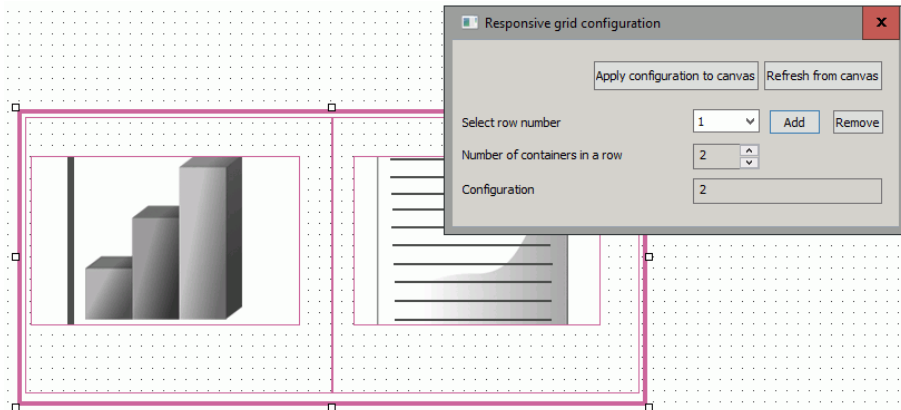 Responsive grid configuration
x
Apply configuration to canvas Refresh from canvas
Select row number 1 Add Remove
Number of containers in a row 2
Configuration 2